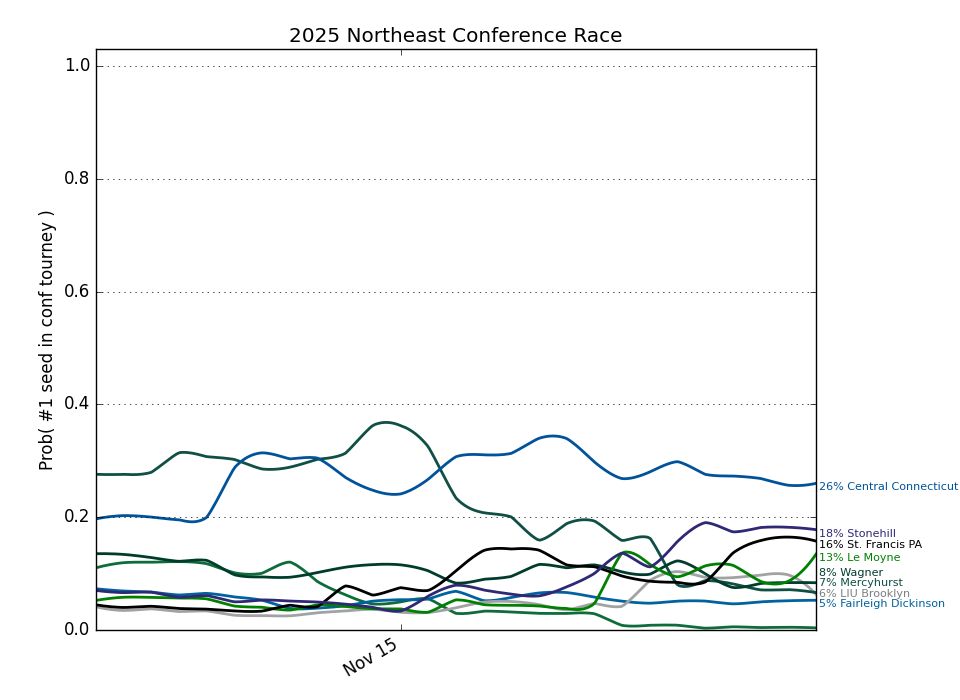 2025 Northeast Conference Race
Prob( #1 seed in conf tourney )
1.0
0.8
0.6
0.4
0.2
0.0
Nov 15
26% Central Connecticut
18% Stonehill
16% St. Francis PA
13% Le Moyne
8% Wagner
7% Mercyhurst
6% LIU Brooklyn
5% Fairleigh Dickinson